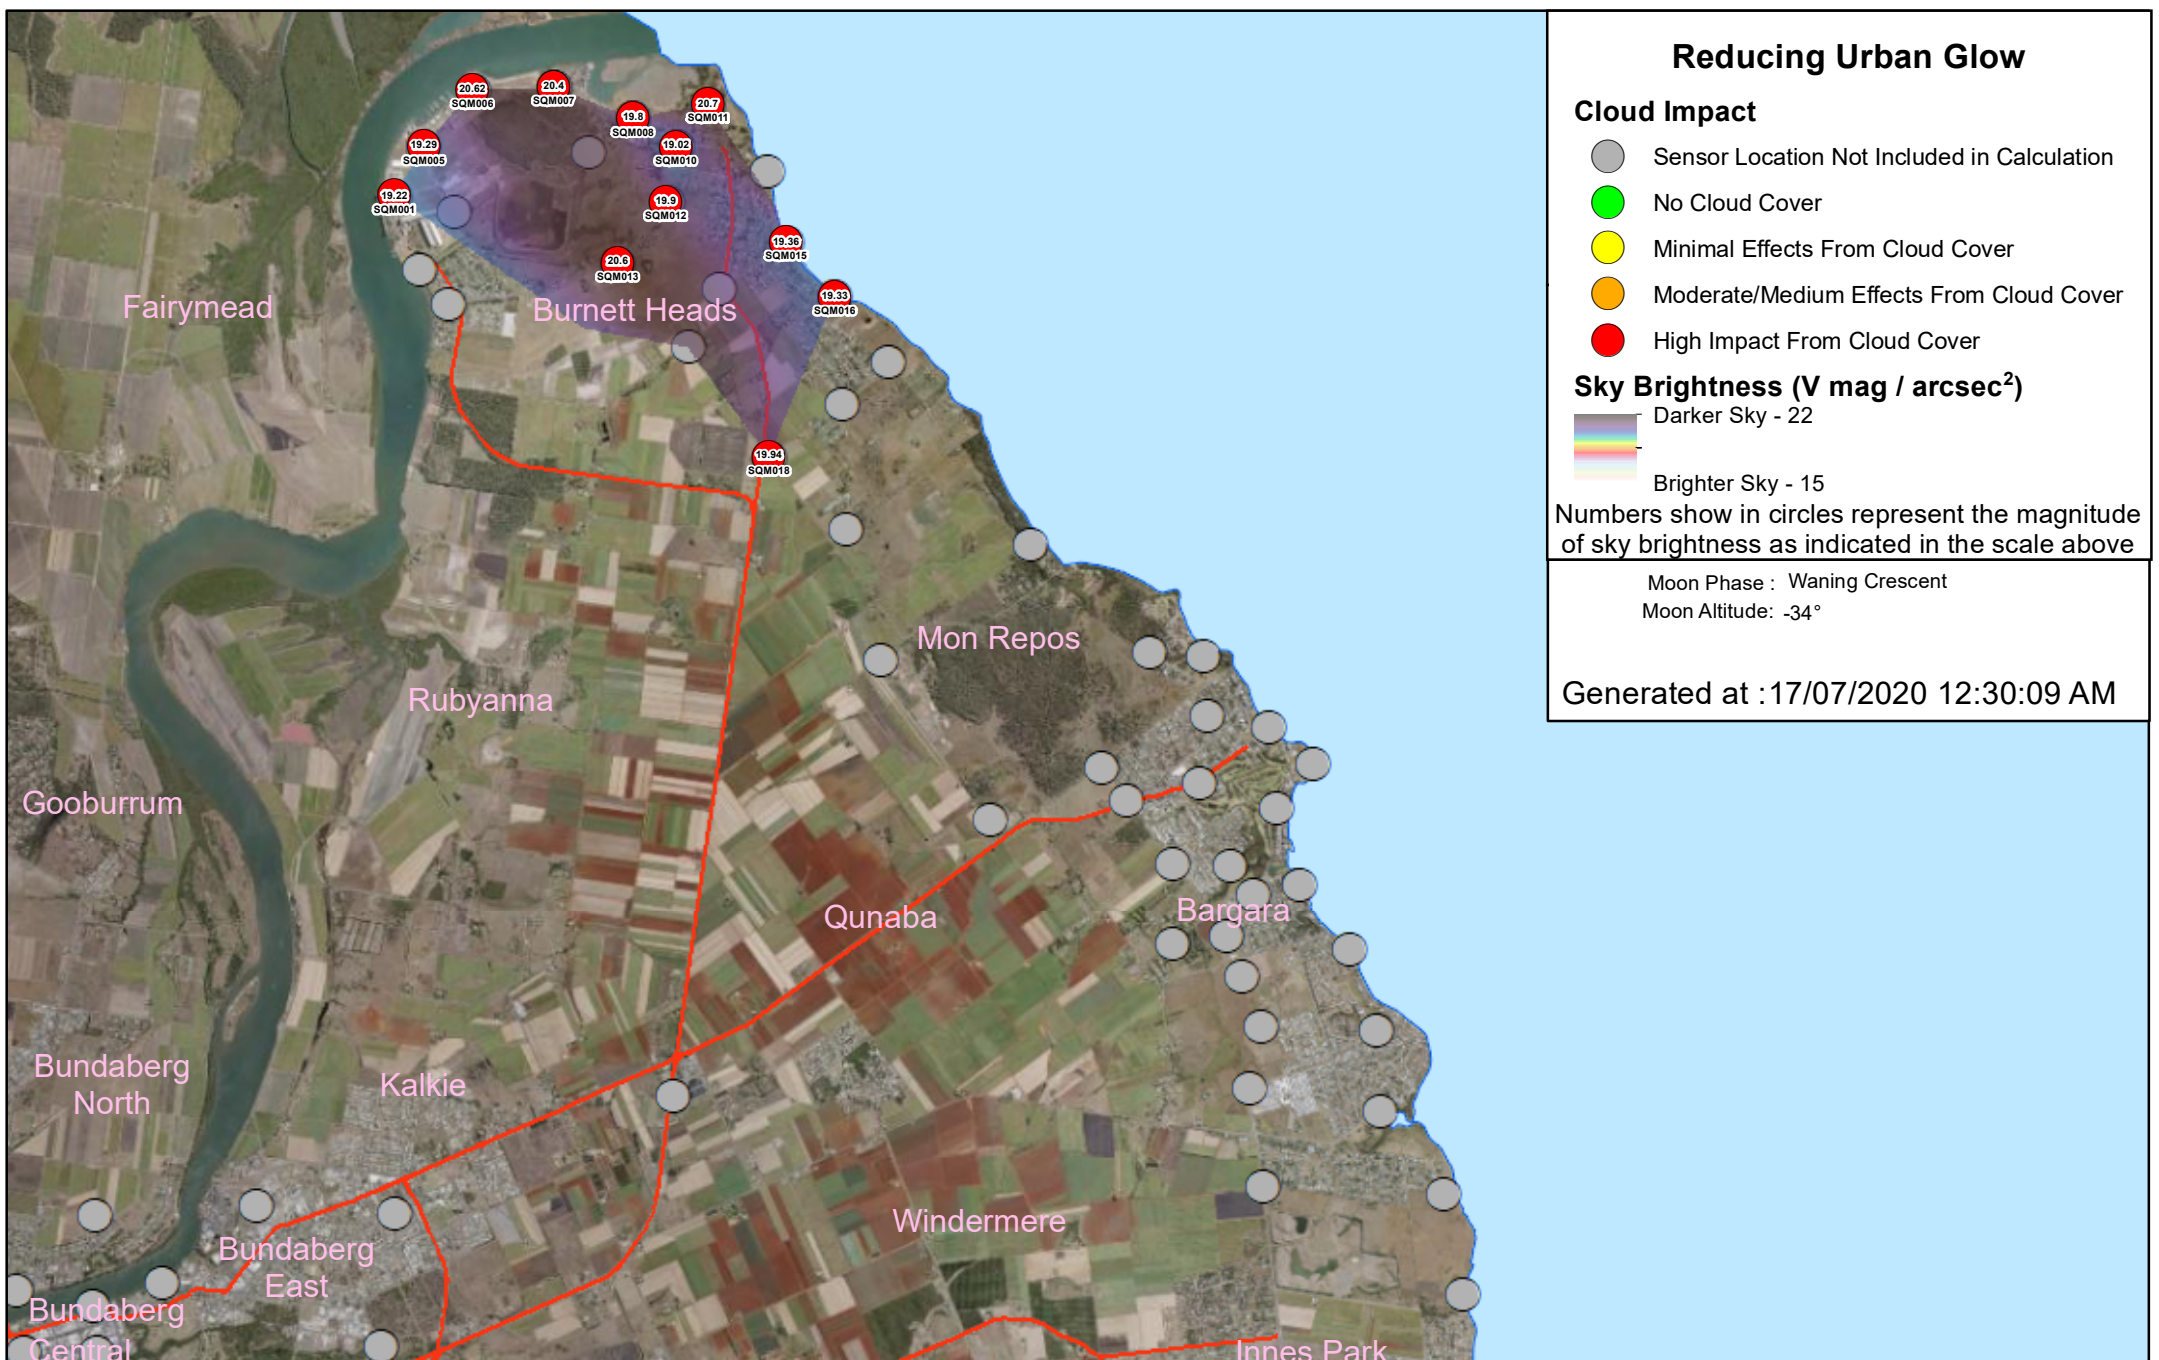 Reducing Urban Glow
Cloud Impact
Sensor Location Not Included in Calculation
No Cloud Cover
Minimal Effects From Cloud Cover
Moderate/Medium Effects From Cloud Cover
High Impact From Cloud Cover
Sky Brightness (V mag / arcsec²)
Darker Sky - 22
Brighter Sky - 15
Numbers show in circles represent the magnitude
of sky brightness as indicated in the scale above
Moon Phase : Waning Crescent
Moon Altitude: -34°
Generated at :17/07/2020 12:30:09 AM
20.62
SQM006
20.4
SQM007
19.8
SQM008
20.7
SQM011
19.29
SQM005
19.02
SQM010
19.22
SQM001
19.9
SQM012
19.36
SQM015
20.6
SQM013
19.33
SQM016
19.94
SQM018
Fairymead
Burnett Heads
Mon Repos
Rubyanna
Gooburrum
Qunaba
Bargara
Bundaberg
North
Kalkie
Windermere
Bundaberg
East
Bundaberg
Central
Innes Park